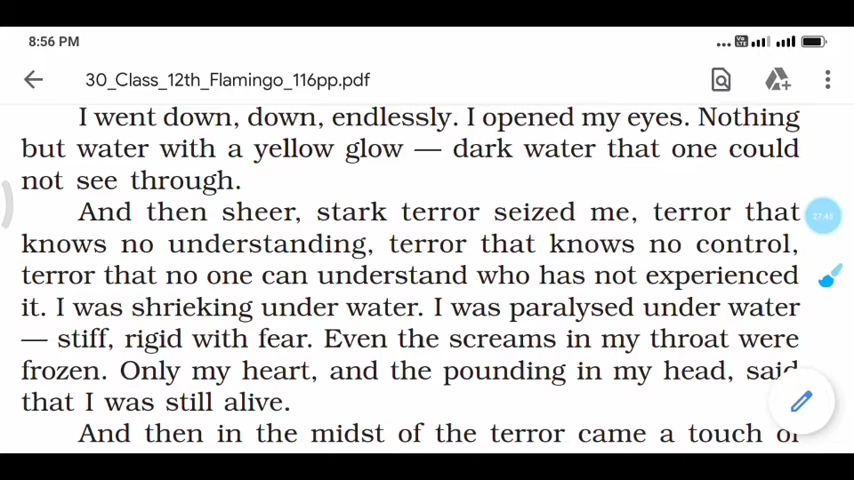 8:56 PM
30_Class_12th_Flamingo_116pp.pdf
I went down, down, endlessly. I opened my eyes. Nothing
but water with a yellow glow — dark water that one could
not see through.
And then sheer, stark terror seized me, terror that
knows no understanding, terror that knows no control,
27:45
terror that no one can understand who has not experienced
it. I was shrieking under water. I was paralysed under water
— stiff, rigid with fear. Even the screams in my throat were
frozen. Only my heart, and the pounding in my head, said
that I was still alive.
And then in the midst of the terror came a touch of